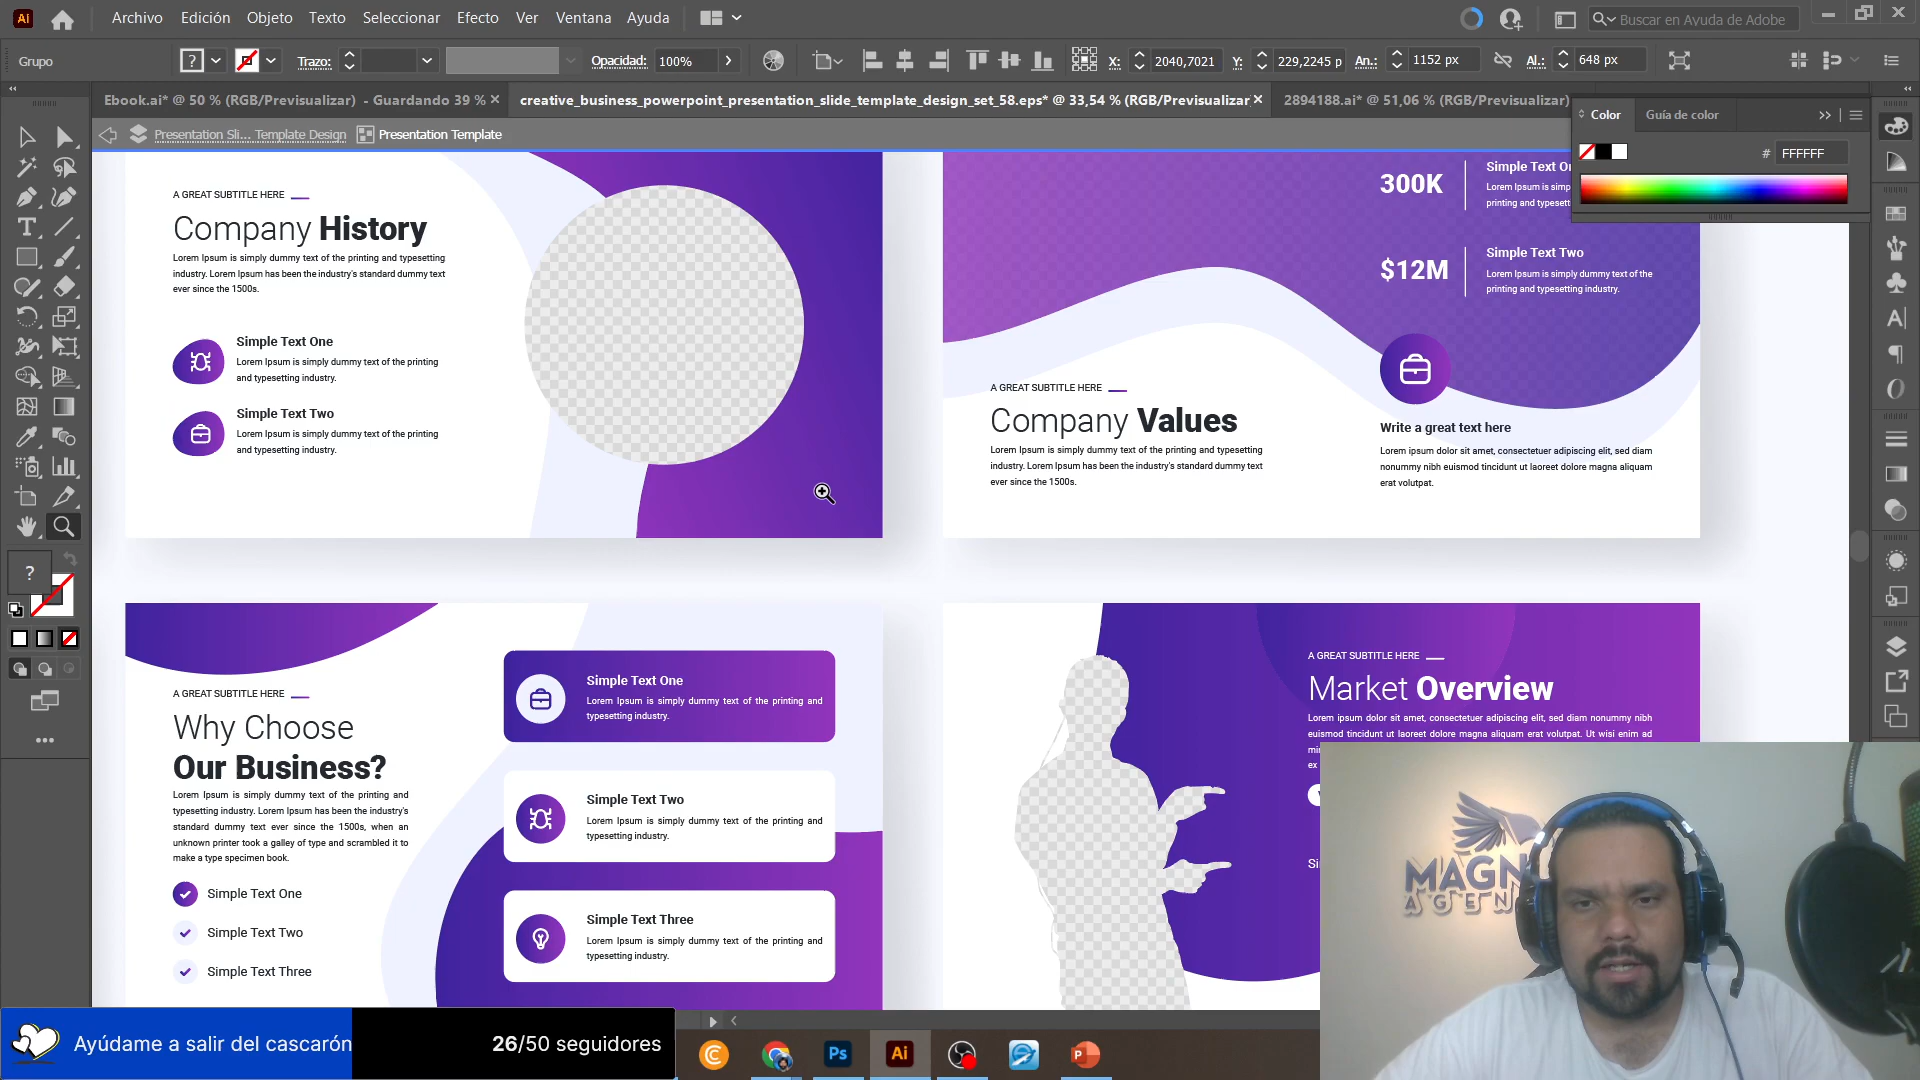 Ai
Archivo Edición Objeto Texto Seleccionar Efecto Ver Ventana Ayuda
Buscar en Ayuda de Adobe
Grupo
?
Trazo:
Opacidad: 100%
X: 2040,7021
Y: 229,2245 p
An.: 1152 px
Al.: 648 px
Ebook.ai* @ 50 % (RGB/Previsualizar) - Guardando 39 %
creative_business_powerpoint_presentation_slide_template_design_set_58.eps* @ 33,54 % (RGB/Previsualizar
2894188.ai* @ 51,06 % (RGB/Previsualizar)
Presentation Sli... Template Design Presentation Template
Color Guía de color
# FFFFFF
A GREAT SUBTITLE HERE
Company History
Lorem Ipsum is simply dummy text of the printing and typesetting
industry. Lorem Ipsum has been the industry's standard dummy text
ever since the 1500s.
Simple Text One
Lorem Ipsum is simply dummy text of the printing
and typesetting industry.
Simple Text Two
Lorem Ipsum is simply dummy text of the printing
and typesetting industry.
300K
Simple Text
Lorem Ipsum is
printing and
$12M
Simple Text Two
Lorem Ipsum is simply dummy text of the
printing and typesetting industry.
A GREAT SUBTITLE HERE
Company Values
Lorem Ipsum is simply dummy text of the printing and typesetting
industry. Lorem Ipsum has been the industry's standard dummy text
ever since the 1500s.
Write a great text here
Lorem ipsum dolor sit amet, consectetuer adipiscing elit, sed diam
nonummy nibh euismod tincidunt ut laoreet dolore magna aliquam
erat volutpat.
A GREAT SUBTITLE HERE
Why Choose
Our Business?
Lorem Ipsum is simply dummy text of the printing and
typesetting industry. Lorem Ipsum has been the industry's
standard dummy text ever since the 1500s, when an
unknown printer took a galley of type and scrambled it to
make a type specimen book.
Simple Text One
Simple Text Two
Simple Text Three
Simple Text One
Lorem Ipsum is simply dummy text of the printing and
typesetting industry.
Simple Text Two
Lorem Ipsum is simply dummy text of the printing and
typesetting industry.
Simple Text Three
Lorem Ipsum is simply dummy text of the printing and
typesetting industry.
A GREAT SUBTITLE HERE
Market Overview
Lorem ipsum dolor sit amet, consectetuer adipiscing elit, sed diam nonummy nibh
euismod tincidunt ut laoreet dolore magna aliquam erat volutpat. Ut wisi enim ad
ex
Si
MAGN
AGEN
?
Ayúdame a salir del cascarón
26/50 seguidores
Ps
Ai
P